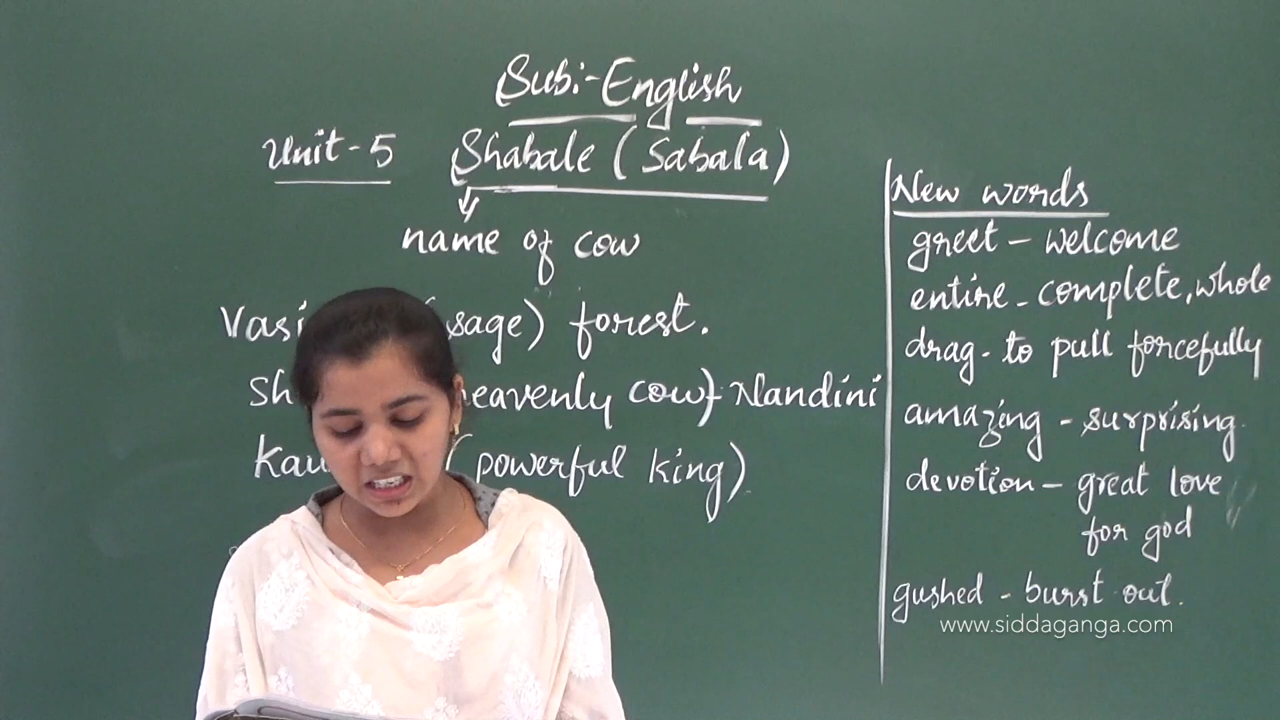 Sub:-English
Unit-5 Shabale (Sabala)
name of cow
(sage) forest.
heavenly cow)-Nandini
(powerful king)
New words
greet - welcome
entire - complete, whole
drag - to pull forcefully
amazing - surprising.
devotion - great love
for god
gushed - burst out.
www.siddaganga.com